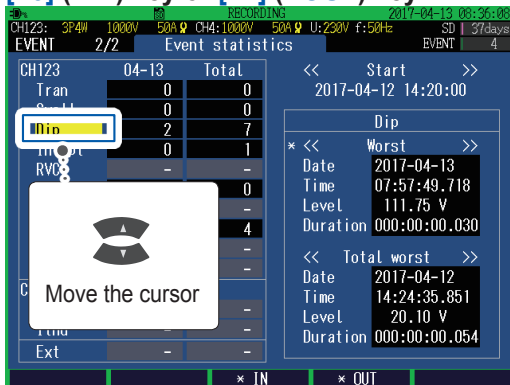 RECORDING 2017-04-13 08:36:08
CH123: 3P4W 1000V 50A CH4:1000V 50A U:230V f:50Hz SD 37days
EVENT 2/2 Event statistics EVENT 4
CH123 04-13 Total
Tran 0 0
0 0
Dip 2 7
0 1
RVC - -
0
-
4
-
-
Move the cursor
-
-
Ext - -
<< Start >>
2017-04-12 14:20:00
Dip
* << Worst >>
Date 2017-04-13
Time 07:57:49.718
Level 111.75 V
Duration 000:00:00.030
<< Total worst >>
Date 2017-04-12
Time 14:24:35.851
Level 20.10 V
Duration 000:00:00.054
* IN * OUT